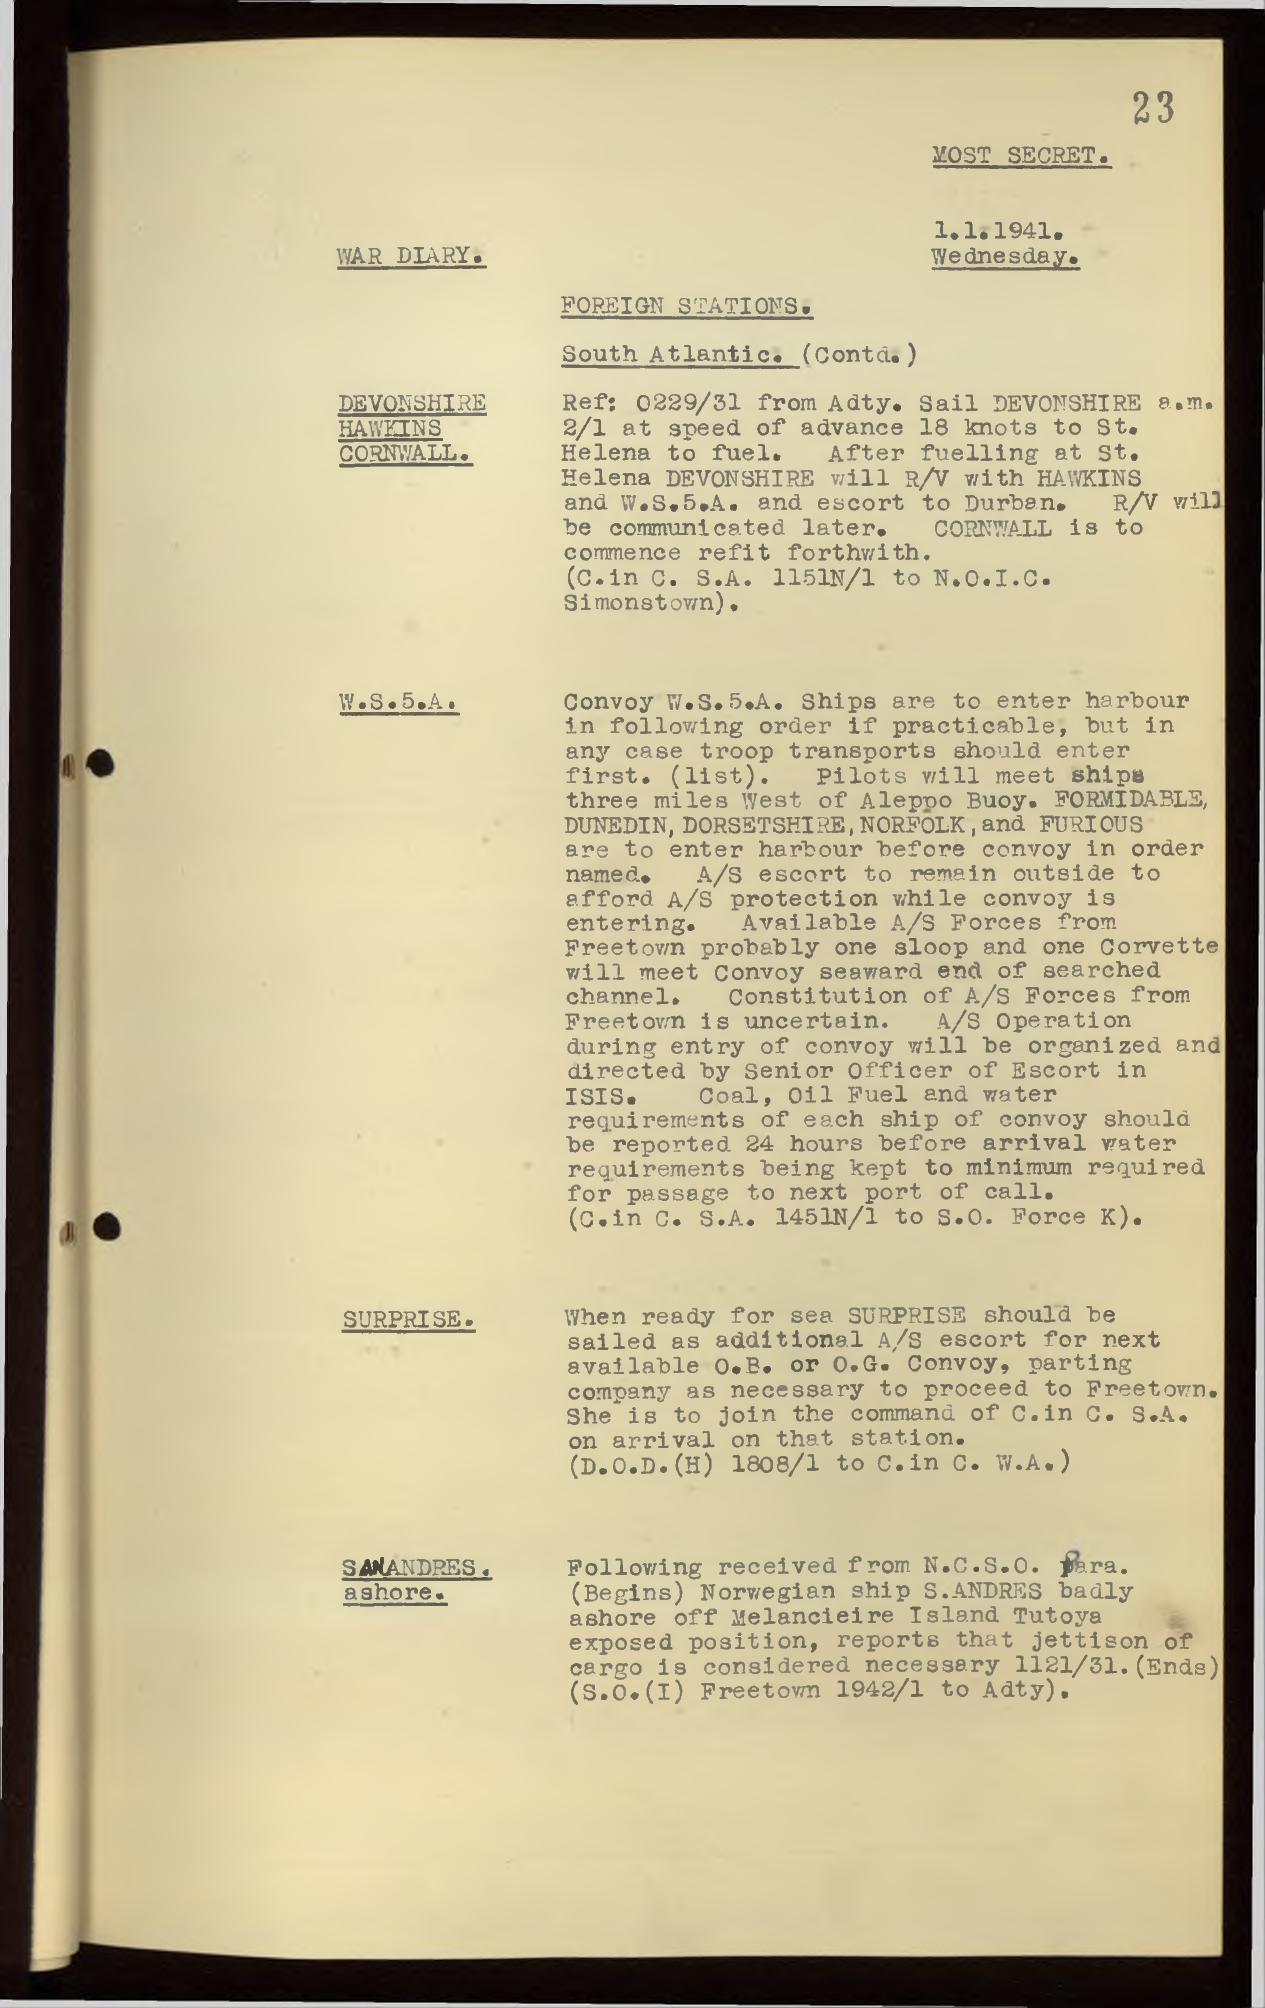 23
MOST SECRET.
1.1.1941.
WAR DIARY.
Wednesday.
FOREIGN STATIONS.
South Atlantic. (Contd.)
DEVONSHIRE
HAWKINS
CORNWALL.
Ref: 0229/31 from Adty. Sail DEVONSHIRE a.m.
2/1 at speed of advance 18 knots to St.
Helena to fuel. After fuelling at St.
Helena DEVONSHIRE will R/V with HAWKINS
and W.S.5.A. and escort to Durban. R/V will
be communicated later. CORNWALL is to
commence refit forthwith.
(C.in C. S.A. 1151N/1 to N.O.I.C.
Simonstown).
W.S.5.A.
Convoy W.S.5.A. Ships are to enter harbour
in following order if practicable, but in
any case troop transports should enter
first. (list). Pilots will meet ships
three miles West of Aleppo Buoy. FORMIDABLE,
DUNEDIN, DORSETSHIRE, NORFOLK, and FURIOUS
are to enter harbour before convoy in order
named. A/S escort to remain outside to
afford A/S protection while convoy is
entering. Available A/S Forces from
Freetown probably one sloop and one Corvette
will meet Convoy seaward end of searched
channel. Constitution of A/S Forces from
Freetown is uncertain. A/S Operation
during entry of convoy will be organized and
directed by Senior Officer of Escort in
ISIS. Coal, Oil Fuel and water
requirements of each ship of convoy should
be reported 24 hours before arrival water
requirements being kept to minimum required
for passage to next port of call.
(C.in C. S.A. 1451N/1 to S.O. Force K).
SURPRISE.
When ready for sea SURPRISE should be
sailed as additional A/S escort for next
available O.B. or O.G. Convoy, parting
company as necessary to proceed to Freetown.
She is to join the command of C.in C. S.A.
on arrival on that station.
(D.O.D.(H) 1808/1 to C.in C. W.A.)
SAN ANDRES.
ashore.
Following received from N.C.S.O. Para.
(Begins) Norwegian ship S.ANDRES badly
ashore off Melancieire Island Tutoya
exposed position, reports that jettison of
cargo is considered necessary 1121/31.(Ends)
(S.O.(I) Freetown 1942/1 to Adty).